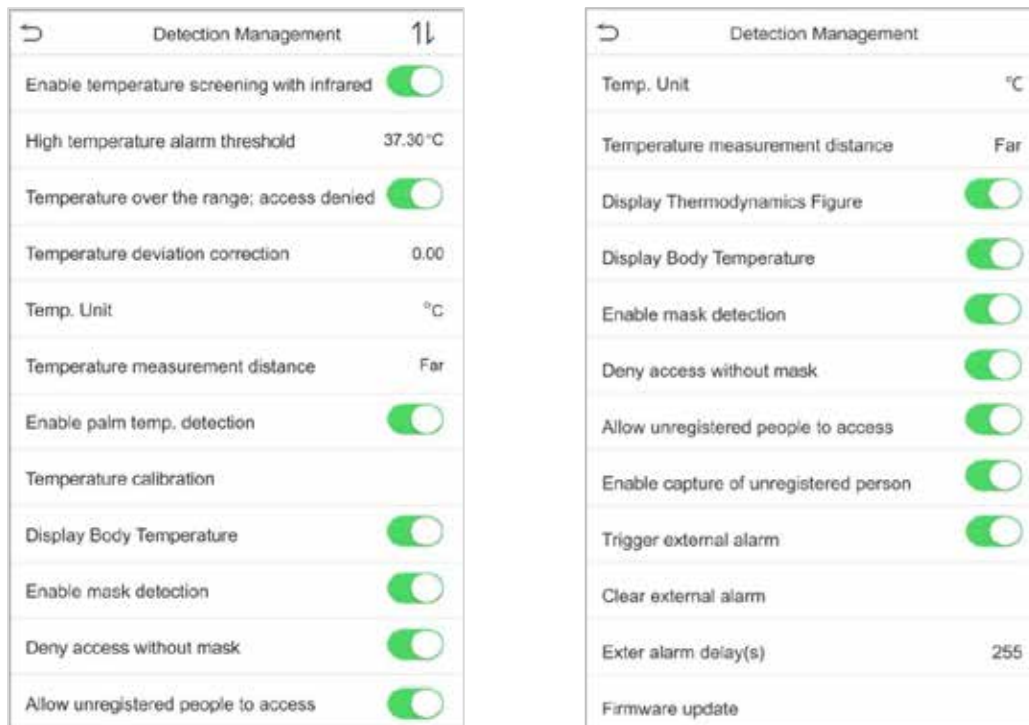 Detection Management
Enable temperature screening with infrared
High temperature alarm threshold 37.30°C
Temperature over the range; access denied
Temperature deviation correction 0.00
Temp. Unit °C
Temperature measurement distance Far
Enable palm temp. detection
Temperature calibration
Display Body Temperature
Enable mask detection
Deny access without mask
Allow unregistered people to access
Detection Management
Temp. Unit °C
Temperature measurement distance Far
Display Thermodynamics Figure
Display Body Temperature
Enable mask detection
Deny access without mask
Allow unregistered people to access
Enable capture of unregistered person
Trigger external alarm
Clear external alarm
Exter alarm delay(s) 255
Firmware update